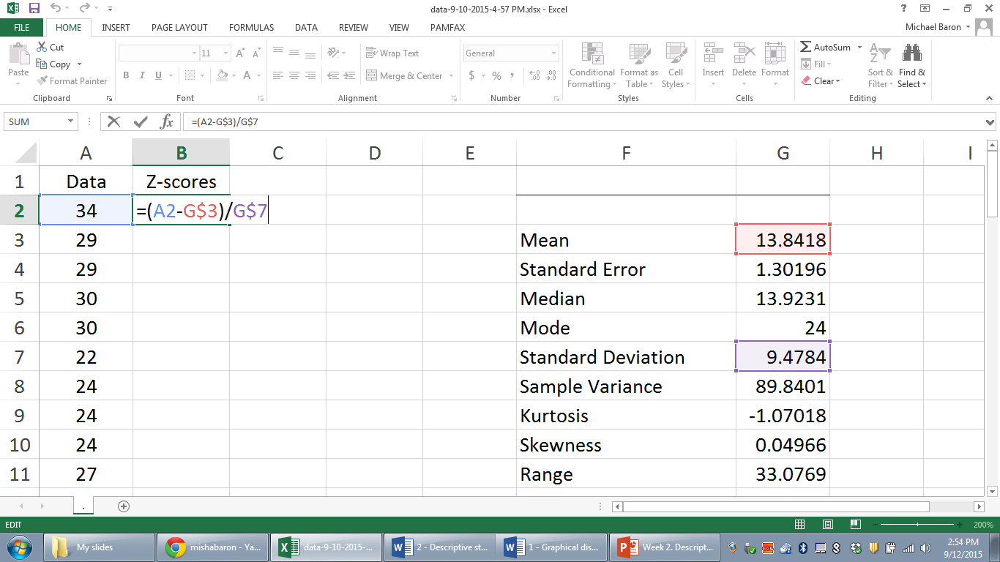 data-9-10-2015-4-57 PM.xlsx - Excel
FILE HOME INSERT PAGE LAYOUT FORMULAS DATA REVIEW VIEW PAMFAX Michael Baron
Paste Cut Copy Format Painter
Clipboard
11 A A
B I U A
Font
Wrap Text
Merge & Center
Alignment
General
$ % ,
Number
Conditional Formatting Format as Table Cell Styles
Styles
Insert Delete Format
Cells
AutoSum Fill Clear Sort & Filter Find & Select
Editing
SUM =(A2-G$3)/G$7
A B C D E F G H I
1 Data Z-scores
2 34 =(A2-G$3)/G$7
3 29 Mean 13.8418
4 29 Standard Error 1.30196
5 30 Median 13.9231
6 30 Mode 24
7 22 Standard Deviation 9.4784
8 24 Sample Variance 89.8401
9 24 Kurtosis -1.07018
10 24 Skewness 0.04966
11 27 Range 33.0769
.
EDIT 200%
My slides mishabaron - Ya... data-9-10-2015-... 2 - Descriptive st... 1 - Graphical dis... Week 2. Descript... 2:54 PM
9/12/2015